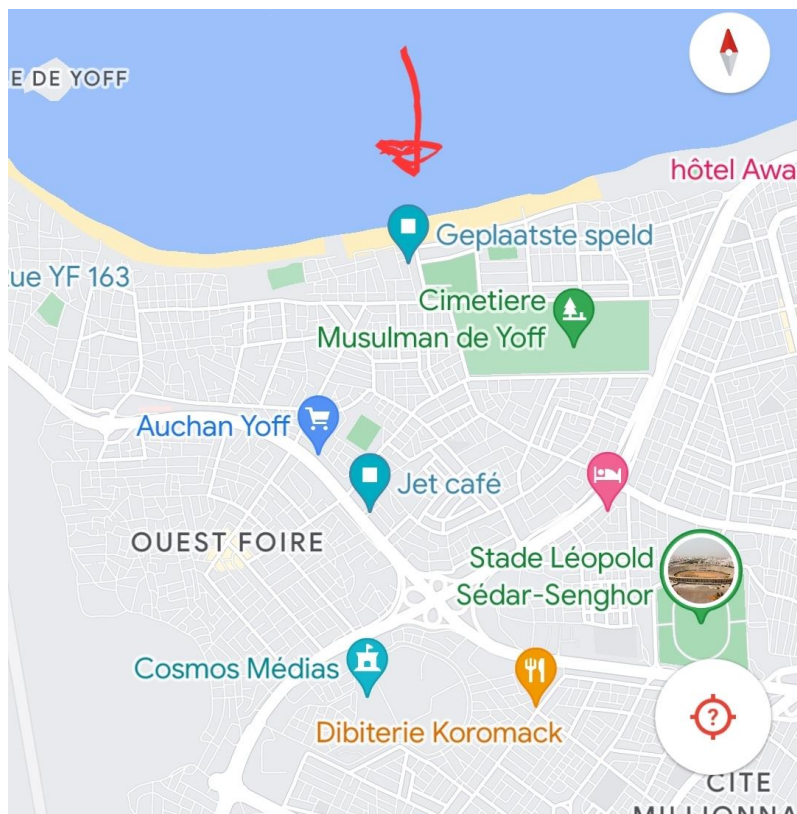 E DE YOFF
hôtel Awa
Geplaatste speld
ue YF 163
Cimetiere
Musulman de Yoff
Auchan Yoff
Jet café
OUEST FOIRE
Stade Léopold
Sédar-Senghor
Cosmos Médias
Dibiterie Koromack
?
CITE
MILLIONNA